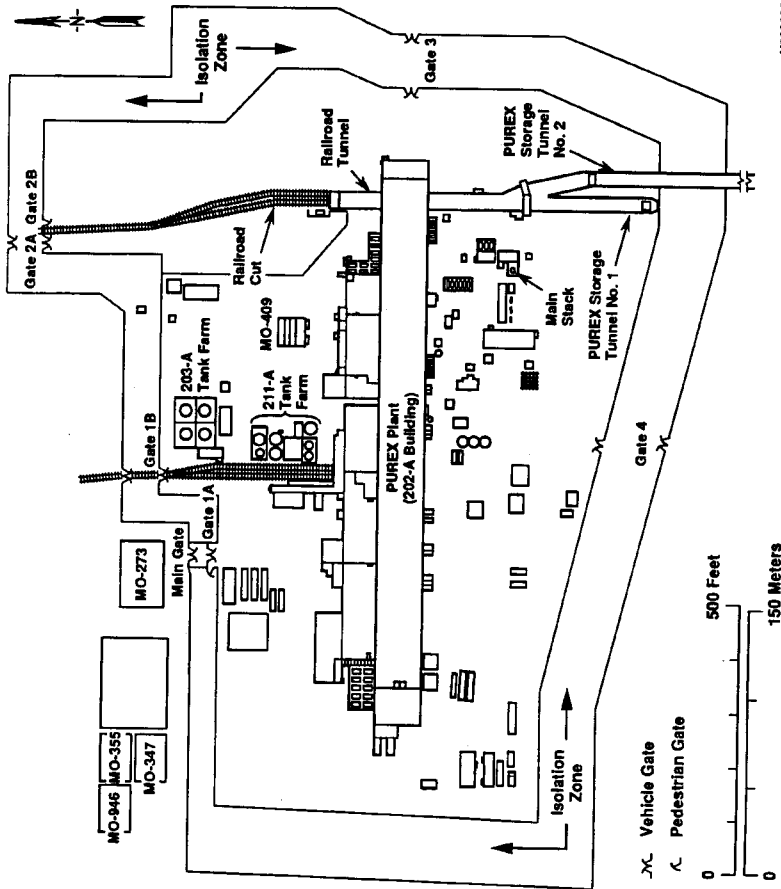 -N-
Isolation
Zone
Gate 3
Gate 2B
Gate 2A
Railroad
Tunnel
PUREX
Storage
Tunnel
No. 2
Railroad
Cut
203-A
Tank Farm
MO-409
211-A
Tank
Farm
Gate 1B
Gate 1A
Main Gate
MO-273
MO-355
MO-946
MO-347
PUREX Plant
(202-A Building)
Main
Stack
PUREX Storage
Tunnel No. 1
Gate 4
Isolation
Zone
Vehicle Gate
Pedestrian Gate
0
500 Feet
0
150 Meters